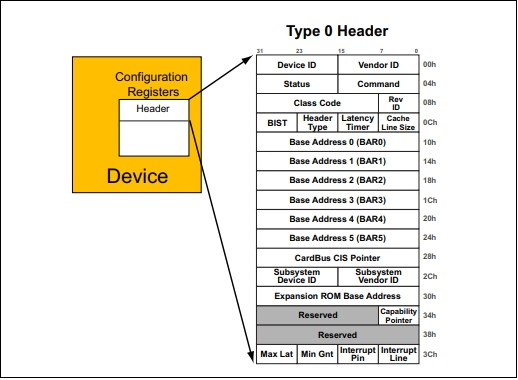 Type 0 Header
31 23 15 7 0
Configuration
Registers
Header
Device
Device ID Vendor ID 00h
Status Command 04h
Class Code Rev ID 08h
BIST Header Type Latency Timer Cache Line Size 0Ch
Base Address 0 (BAR0) 10h
Base Address 1 (BAR1) 14h
Base Address 2 (BAR2) 18h
Base Address 3 (BAR3) 1Ch
Base Address 4 (BAR4) 20h
Base Address 5 (BAR5) 24h
CardBus CIS Pointer 28h
Subsystem Device ID Subsystem Vendor ID 2Ch
Expansion ROM Base Address 30h
Reserved Capability Pointer 34h
Reserved 38h
Max Lat Min Gnt Interrupt Pin Interrupt Line 3Ch